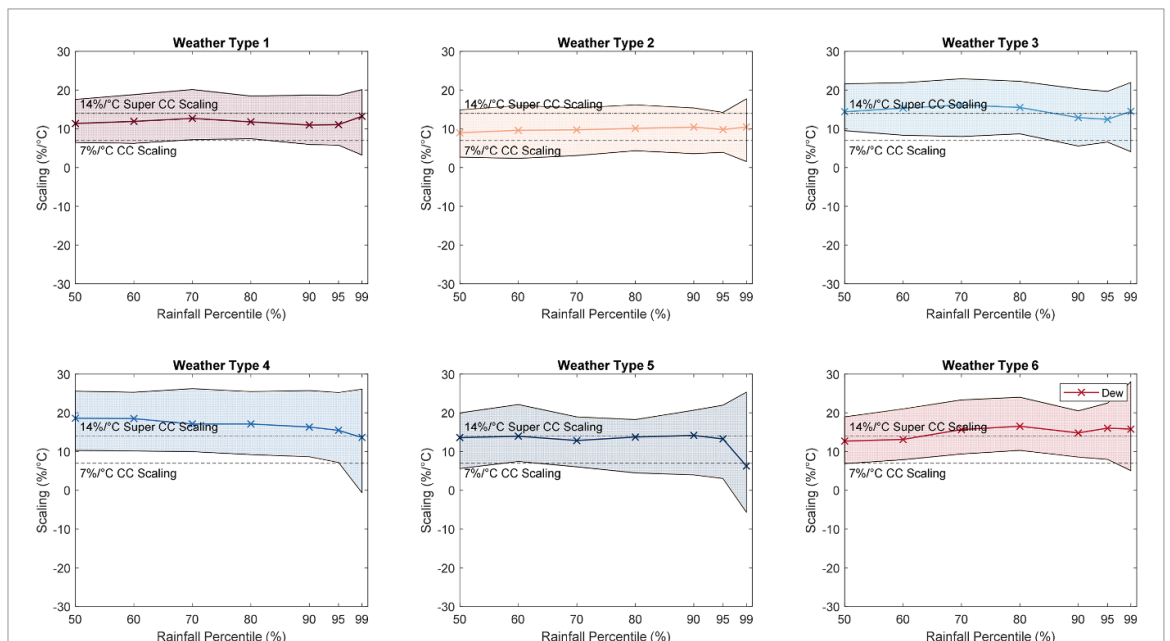 Weather Type 1
30
20
10
0
-10
-20
-30
Scaling (%/°C)
14%/°C Super CC Scaling
7%/°C CC Scaling
50 60 70 80 90 95 99
Rainfall Percentile (%)
Weather Type 2
30
20
10
0
-10
-20
-30
Scaling (%/°C)
14%/°C Super CC Scaling
7%/°C CC Scaling
50 60 70 80 90 95 99
Rainfall Percentile (%)
Weather Type 3
30
20
10
0
-10
-20
-30
Scaling (%/°C)
14%/°C Super CC Scaling
7%/°C CC Scaling
50 60 70 80 90 95 99
Rainfall Percentile (%)
Weather Type 4
30
20
10
0
-10
-20
-30
Scaling (%/°C)
14%/°C Super CC Scaling
7%/°C CC Scaling
50 60 70 80 90 95 99
Rainfall Percentile (%)
Weather Type 5
30
20
10
0
-10
-20
-30
Scaling (%/°C)
14%/°C Super CC Scaling
7%/°C CC Scaling
50 60 70 80 90 95 99
Rainfall Percentile (%)
Weather Type 6
30
20
10
0
-10
-20
-30
Scaling (%/°C)
Dew
14%/°C Super CC Scaling
7%/°C CC Scaling
50 60 70 80 90 95 99
Rainfall Percentile (%)